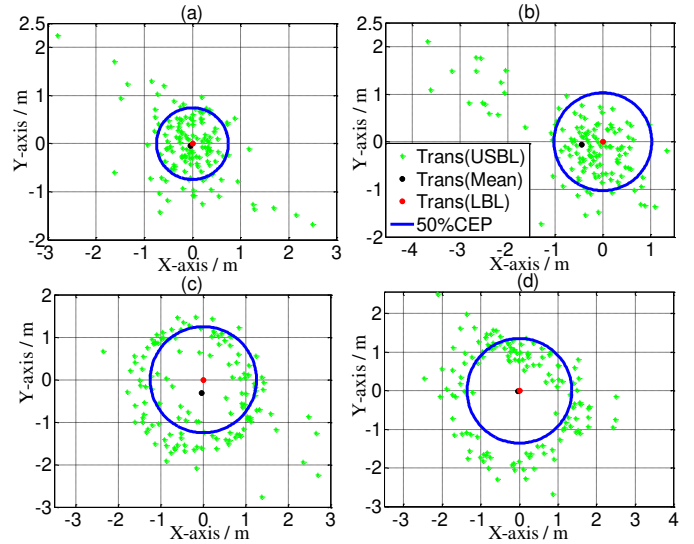 (a)
2.5
2
1
0
-1
-2
Y-axis / m
-3 -2 -1 0 1 2 3
X-axis / m
(b)
2.5
2
1
0
-1
-2
Y-axis / m
-4 -3 -2 -1 0 1
X-axis / m
Trans(USBL)
Trans(Mean)
Trans(LBL)
50%CEP
(c)
2
1
0
-1
-2
-3
Y-axis / m
-3 -2 -1 0 1 2 3
X-axis / m
(d)
2
1
0
-1
-2
-3
Y-axis / m
-3 -2 -1 0 1 2 3 4
X-axis / m